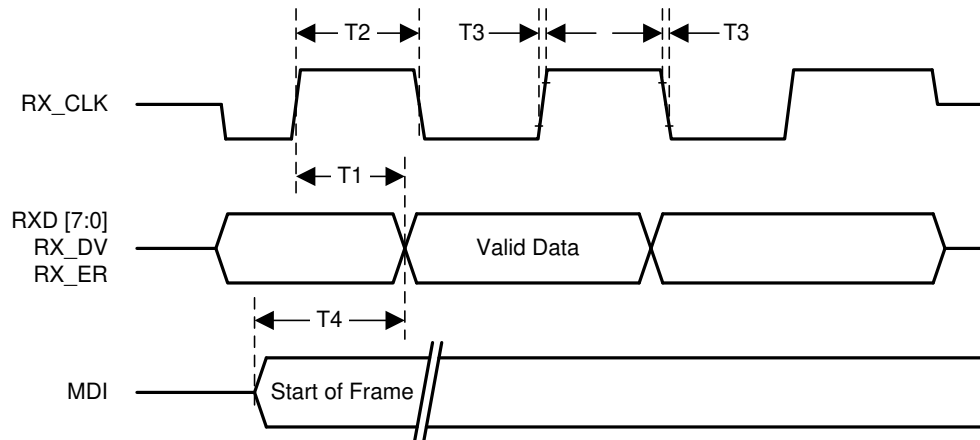 T2
T3
T3
RX_CLK
T1
RXD [7:0]
RX_DV
RX_ER
Valid Data
T4
MDI
Start of Frame